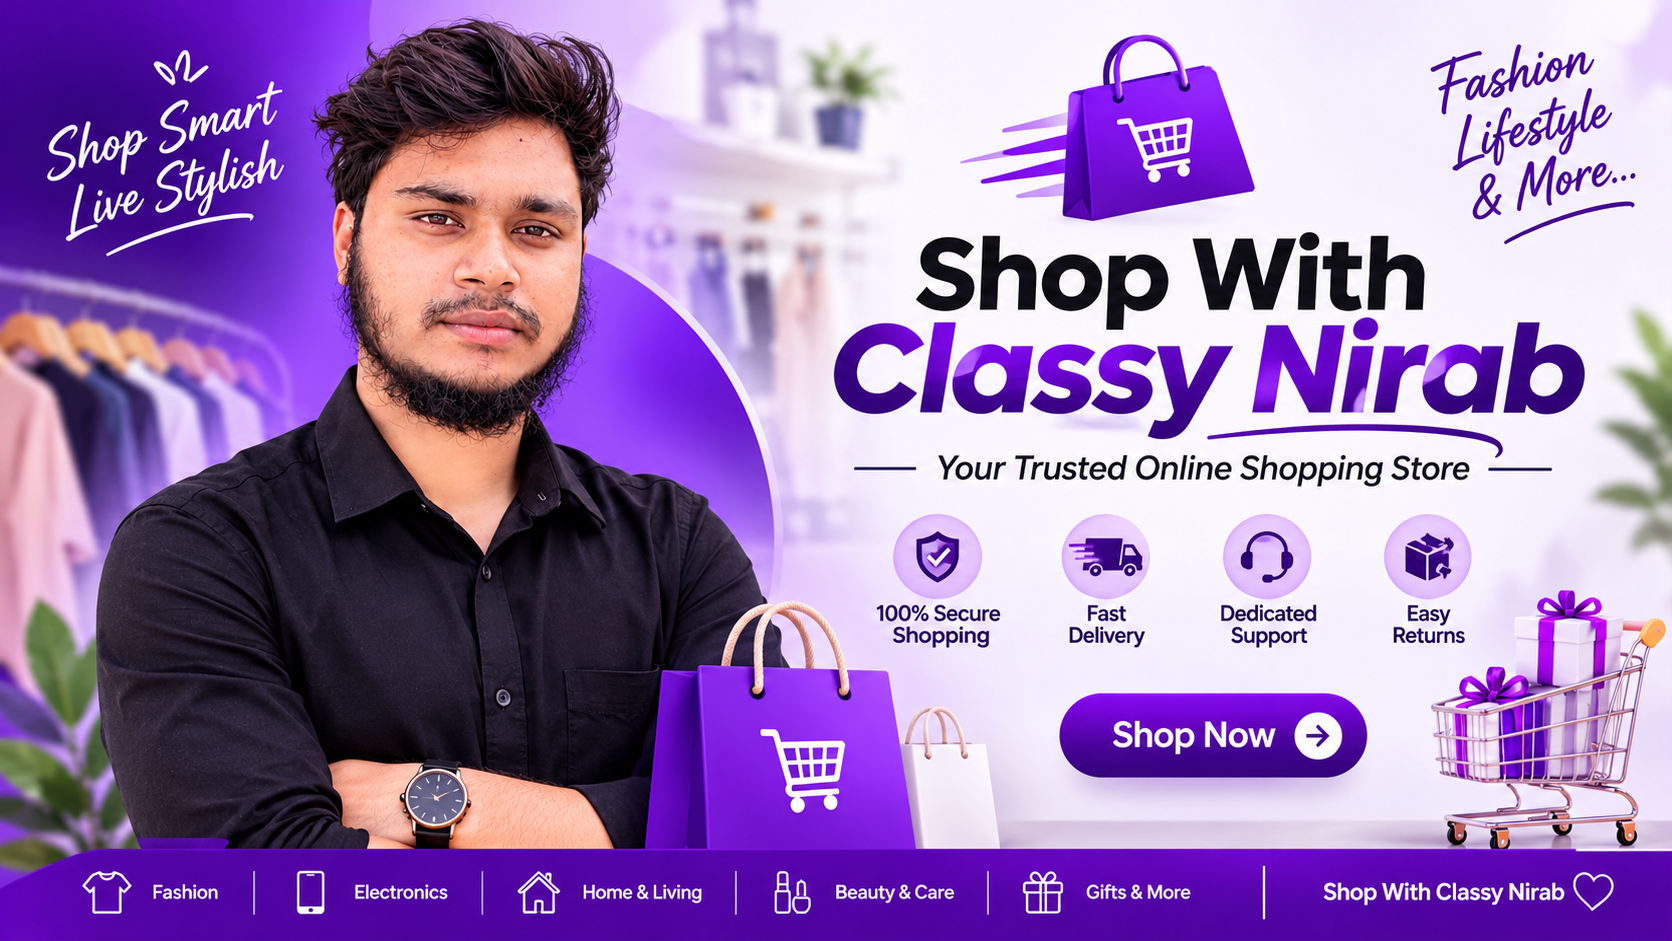 Shop Smart
Live Stylish
Fashion
Lifestyle
& More...
Shop With
Classy Nirab
Your Trusted Online Shopping Store
100% Secure
Shopping
Fast
Delivery
Dedicated
Support
Easy
Returns
Shop Now
Fashion
Electronics
Home & Living
Beauty & Care
Gifts & More
Shop With Classy Nirab